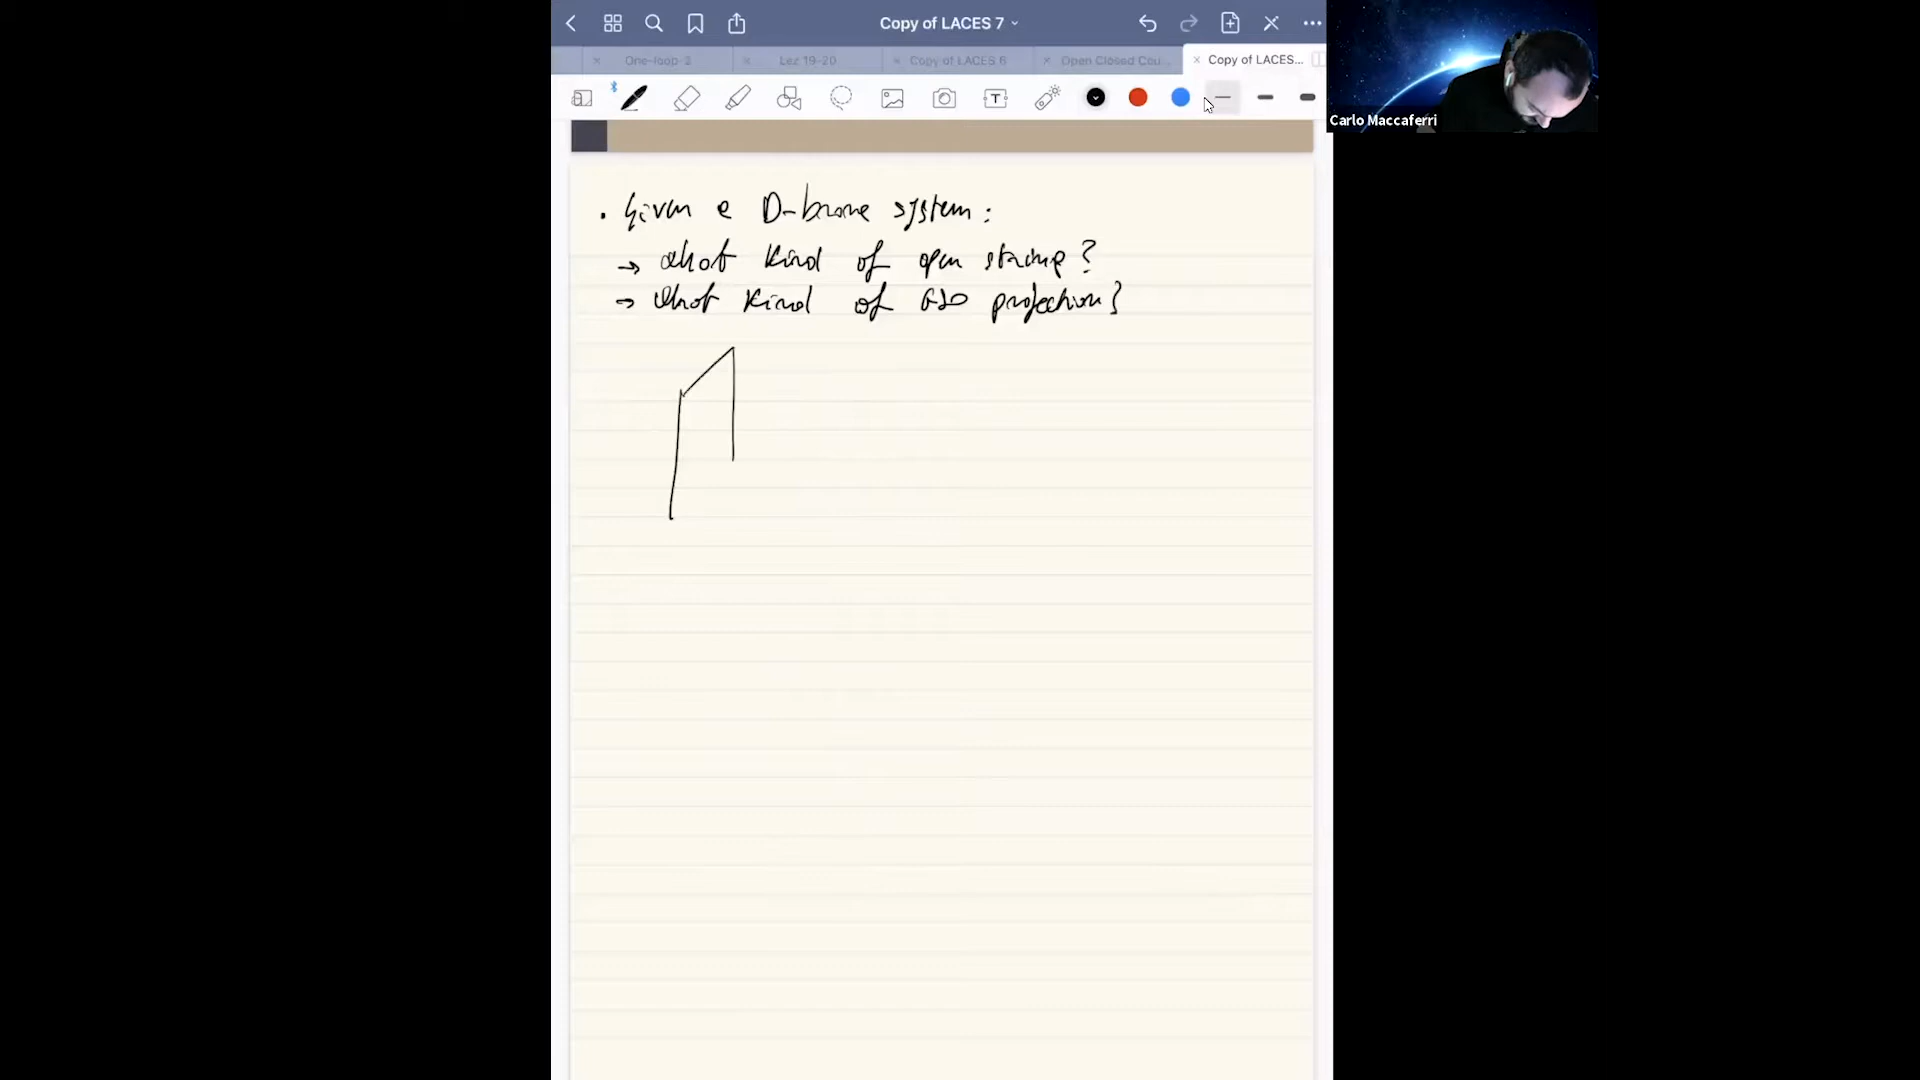 Copy of LACES 7
One-loop-2
Lez 19-20
Copy of LACES 6
Open Closed Cou...
Copy of LACES...
Carlo Maccaferri
. Given a D-brane system:
→ what kind of open strings?
→ what kind of GSO projection?